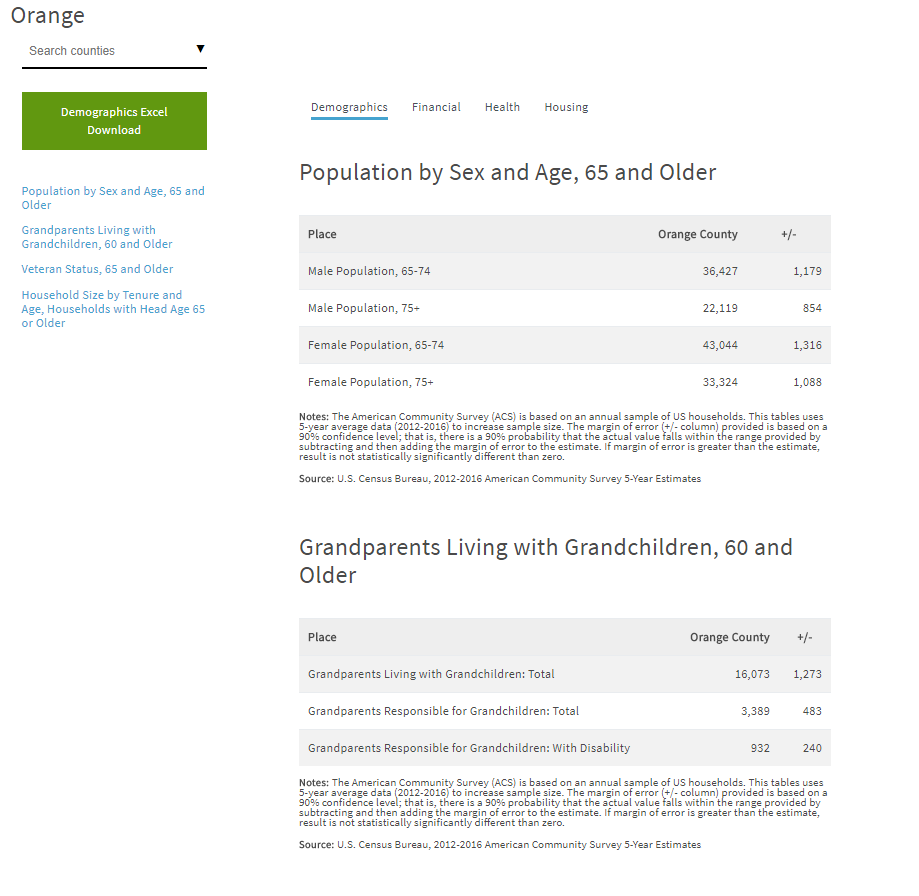 Orange
Search counties ▼
Demographics Excel
Download
Population by Sex and Age, 65 and
Older
Grandparents Living with
Grandchildren, 60 and Older
Veteran Status, 65 and Older
Household Size by Tenure and
Age, Households with Head Age 65
or Older
Demographics Financial Health Housing
Population by Sex and Age, 65 and Older
Place Orange County +/-
Male Population, 65-74 36,427 1,179
Male Population, 75+ 22,119 854
Female Population, 65-74 43,044 1,316
Female Population, 75+ 33,324 1,088
Notes: The American Community Survey (ACS) is based on an annual sample of US households. This tables uses
5-year average data (2012-2016) to increase sample size. The margin of error (+/- column) provided is based on a
90% confidence level; that is, there is a 90% probability that the actual value falls within the range provided by
subtracting and then adding the margin of error to the estimate. If margin of error is greater than the estimate,
result is not statistically significantly different than zero.
Source: U.S. Census Bureau, 2012-2016 American Community Survey 5-Year Estimates
Grandparents Living with Grandchildren, 60 and
Older
Place Orange County +/-
Grandparents Living with Grandchildren: Total 16,073 1,273
Grandparents Responsible for Grandchildren: Total 3,389 483
Grandparents Responsible for Grandchildren: With Disability 932 240
Notes: The American Community Survey (ACS) is based on an annual sample of US households. This tables uses
5-year average data (2012-2016) to increase sample size. The margin of error (+/- column) provided is based on a
90% confidence level; that is, there is a 90% probability that the actual value falls within the range provided by
subtracting and then adding the margin of error to the estimate. If margin of error is greater than the estimate,
result is not statistically significantly different than zero.
Source: U.S. Census Bureau, 2012-2016 American Community Survey 5-Year Estimates